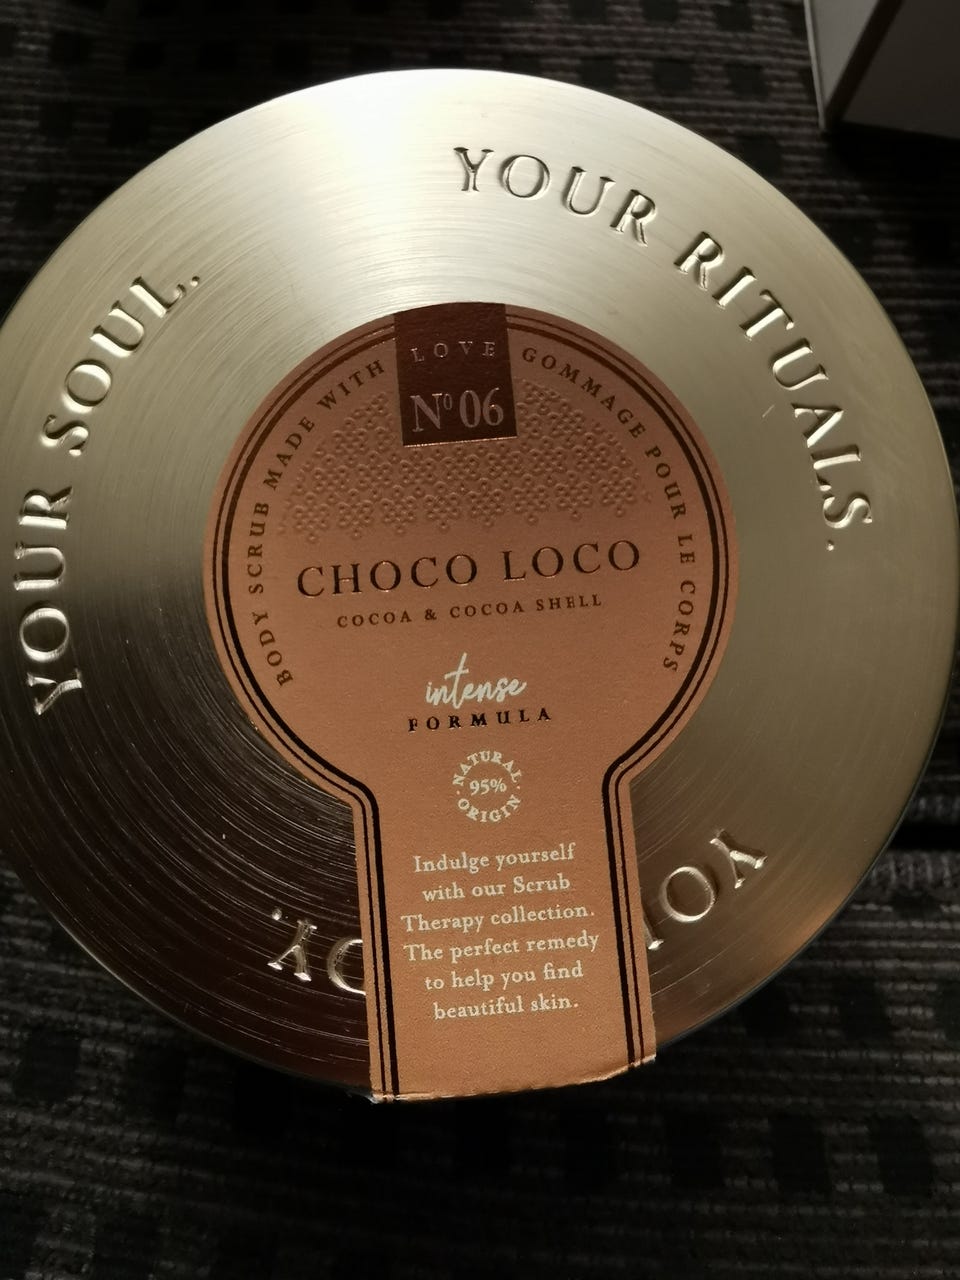 YOUR SOUL.
YOUR RITUALS.
LOVE
Nº 06
BODY SCRUB MADE WITH
GOMMAGE POUR LE CORPS
CHOCO LOCO
COCOA & COCOA SHELL
intense
FORMULA
NATURAL
95%
ORIGIN
Indulge yourself
with our Scrub
Therapy collection.
The perfect remedy
to help you find
beautiful skin.